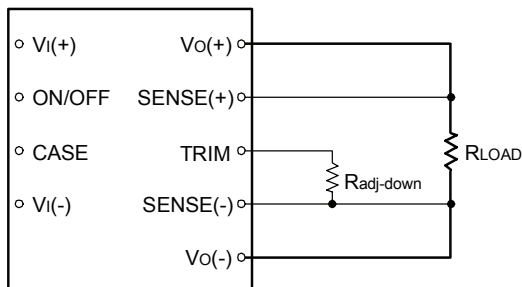 VI(+) VO(+)
ON/OFF SENSE(+)
CASE TRIM
RLOAD
Radj-down
VI(-) SENSE(-)
VO(-)